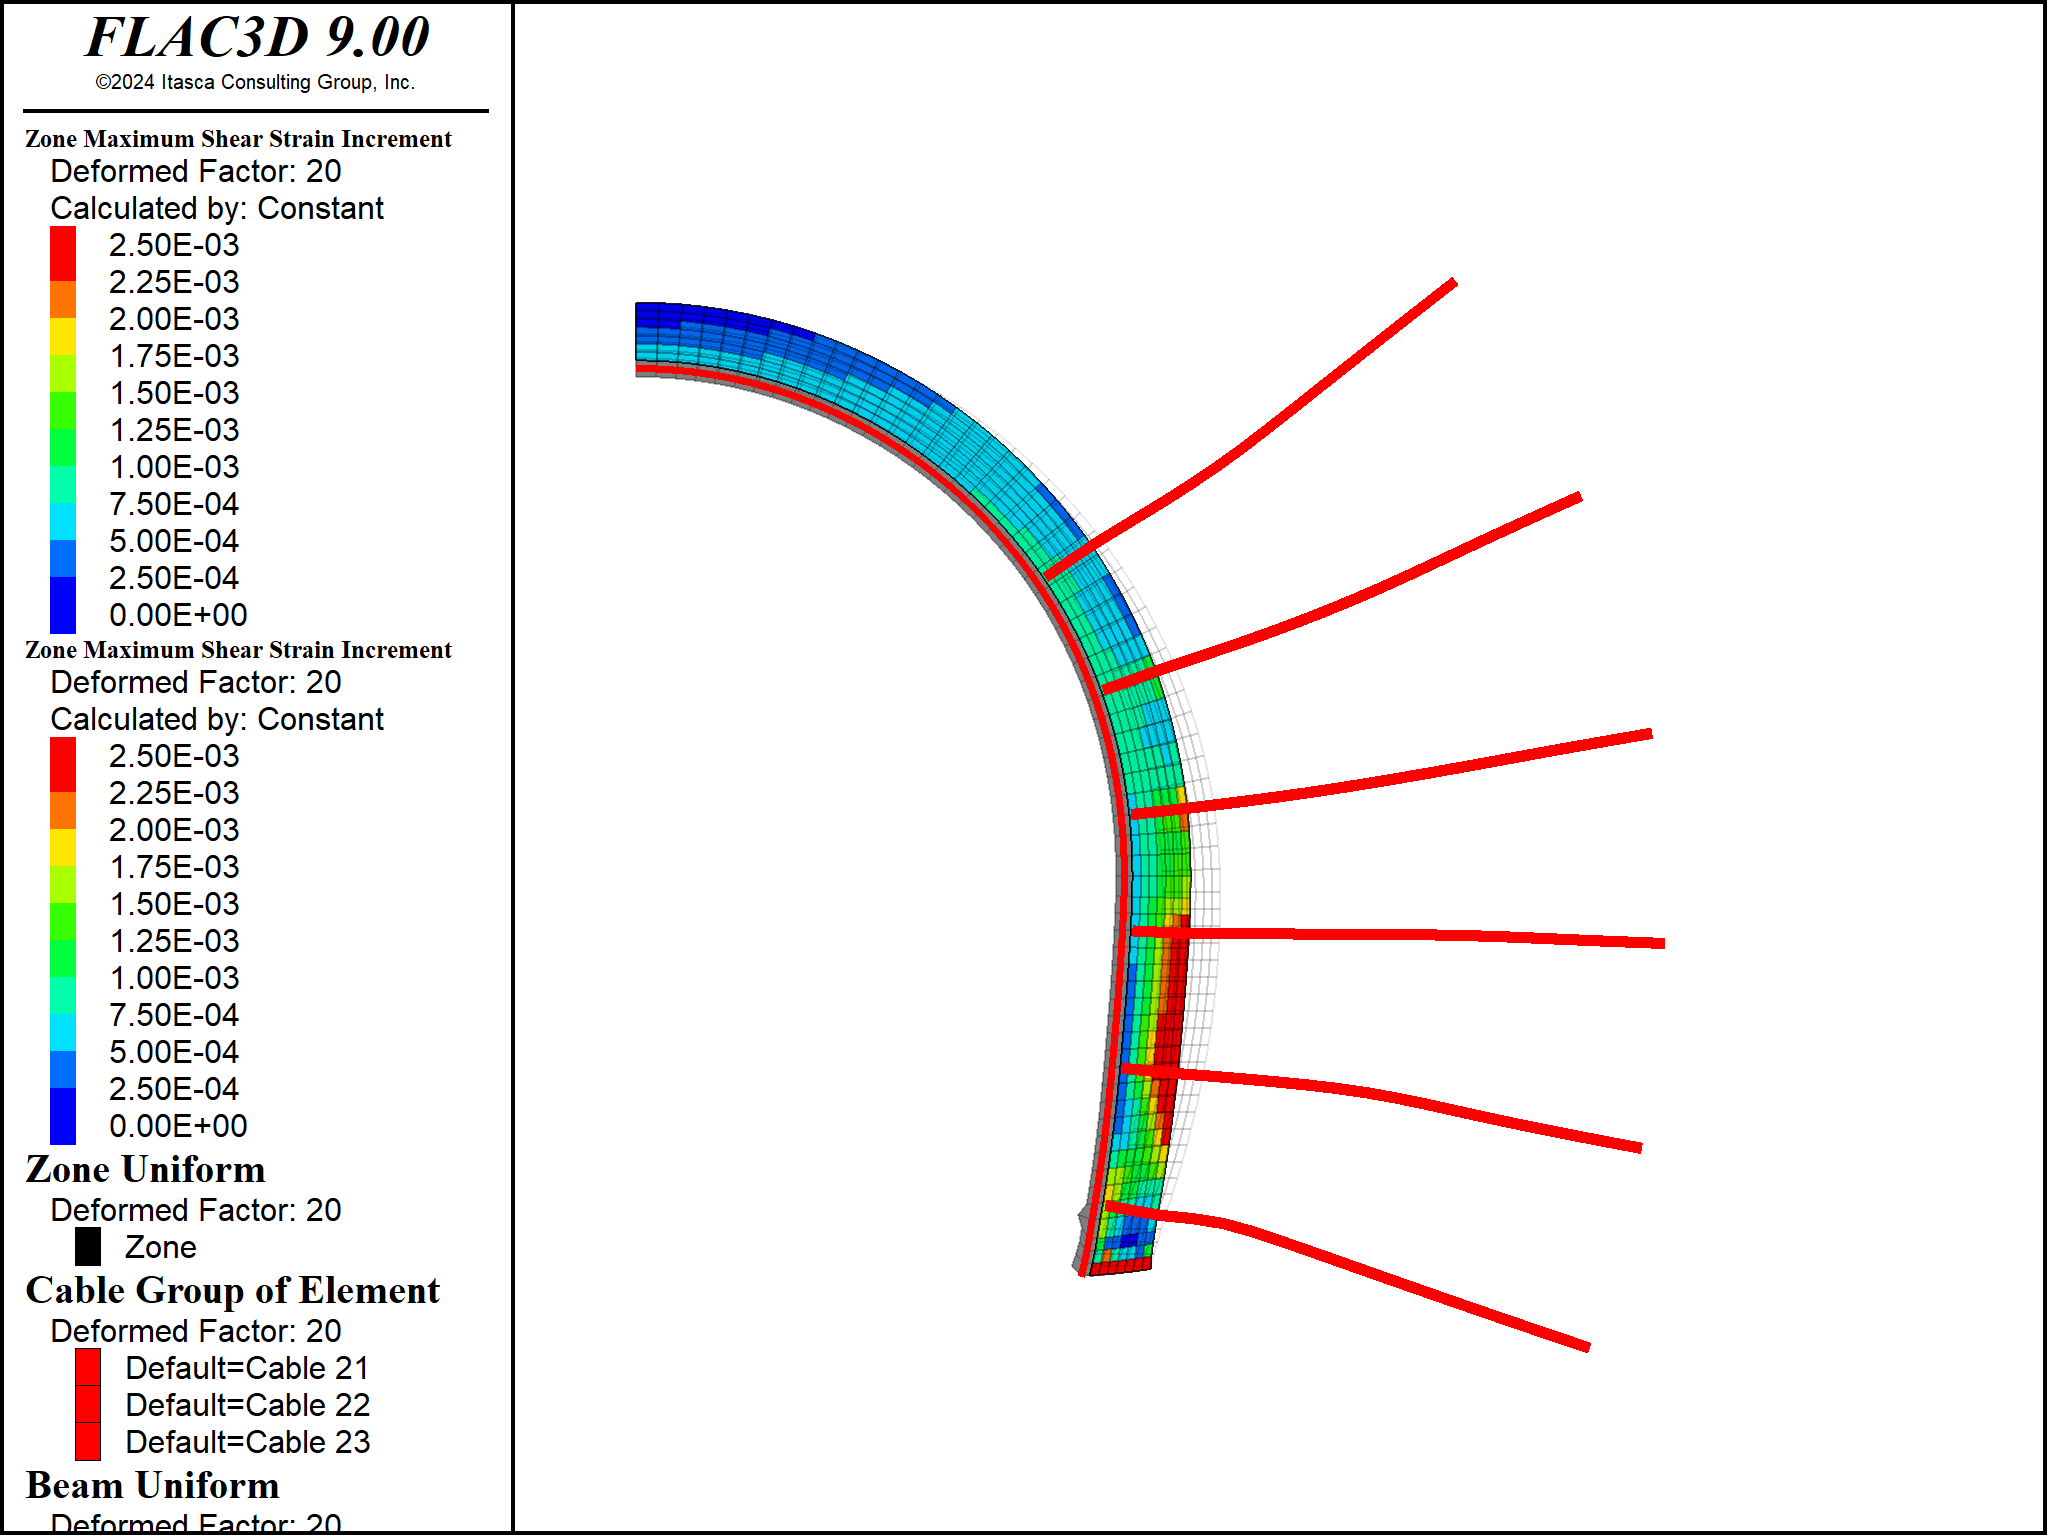 FLAC3D 9.00
©2024 Itasca Consulting Group, Inc.
Zone Maximum Shear Strain Increment
Deformed Factor: 20
Calculated by: Constant
2.50E-03
2.25E-03
2.00E-03
1.75E-03
1.50E-03
1.25E-03
1.00E-03
7.50E-04
5.00E-04
2.50E-04
0.00E+00
Zone Maximum Shear Strain Increment
Deformed Factor: 20
Calculated by: Constant
2.50E-03
2.25E-03
2.00E-03
1.75E-03
1.50E-03
1.25E-03
1.00E-03
7.50E-04
5.00E-04
2.50E-04
0.00E+00
Zone Uniform
Deformed Factor: 20
Zone
Cable Group of Element
Deformed Factor: 20
Default=Cable 21
Default=Cable 22
Default=Cable 23
Beam Uniform
Deformed Factor: 20